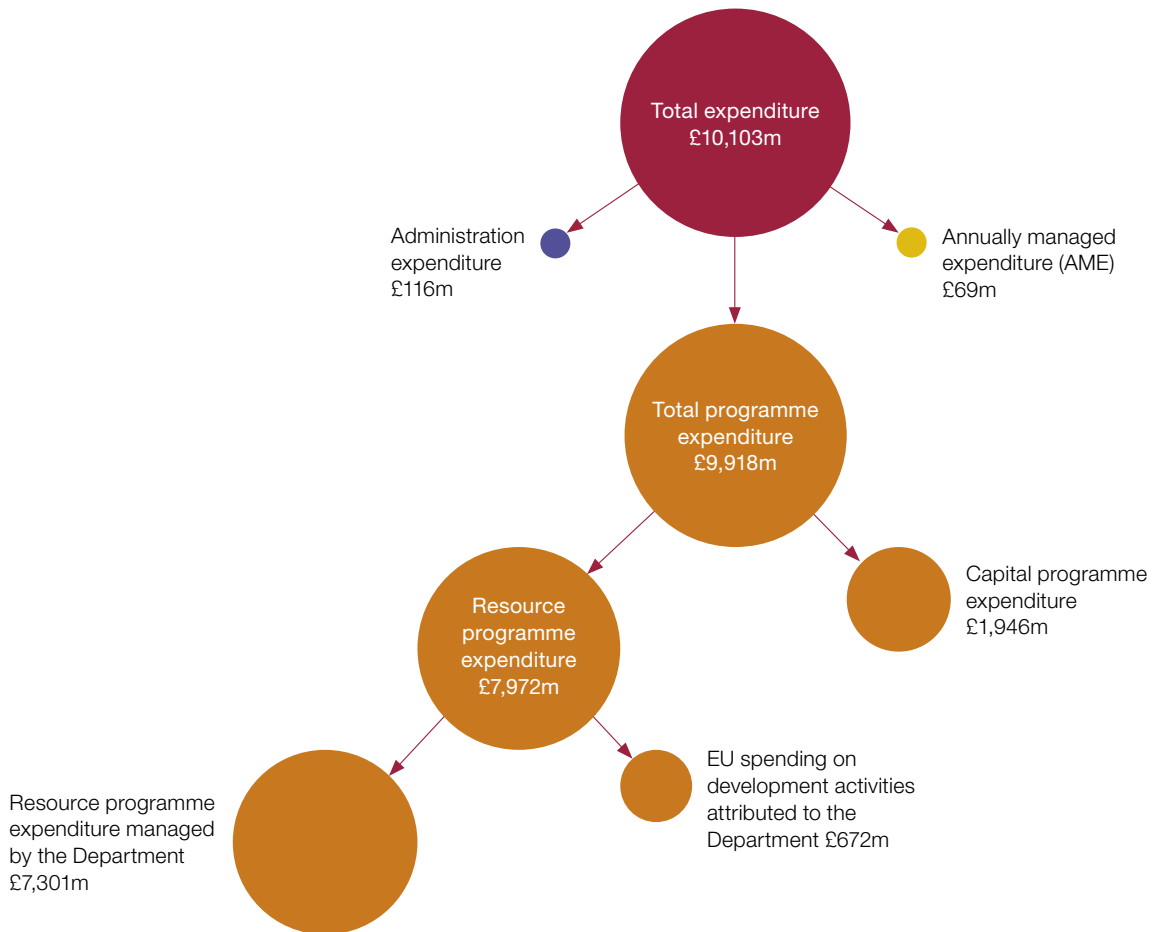 Total expenditure
£10,103m
Administration
expenditure
£116m
Annually managed
expenditure (AME)
£69m
Total programme
expenditure
£9,918m
Capital programme
expenditure
£1,946m
Resource
programme
expenditure
£7,972m
EU spending on
development activities
attributed to the
Department £672m
Resource programme
expenditure managed
by the Department
£7,301m